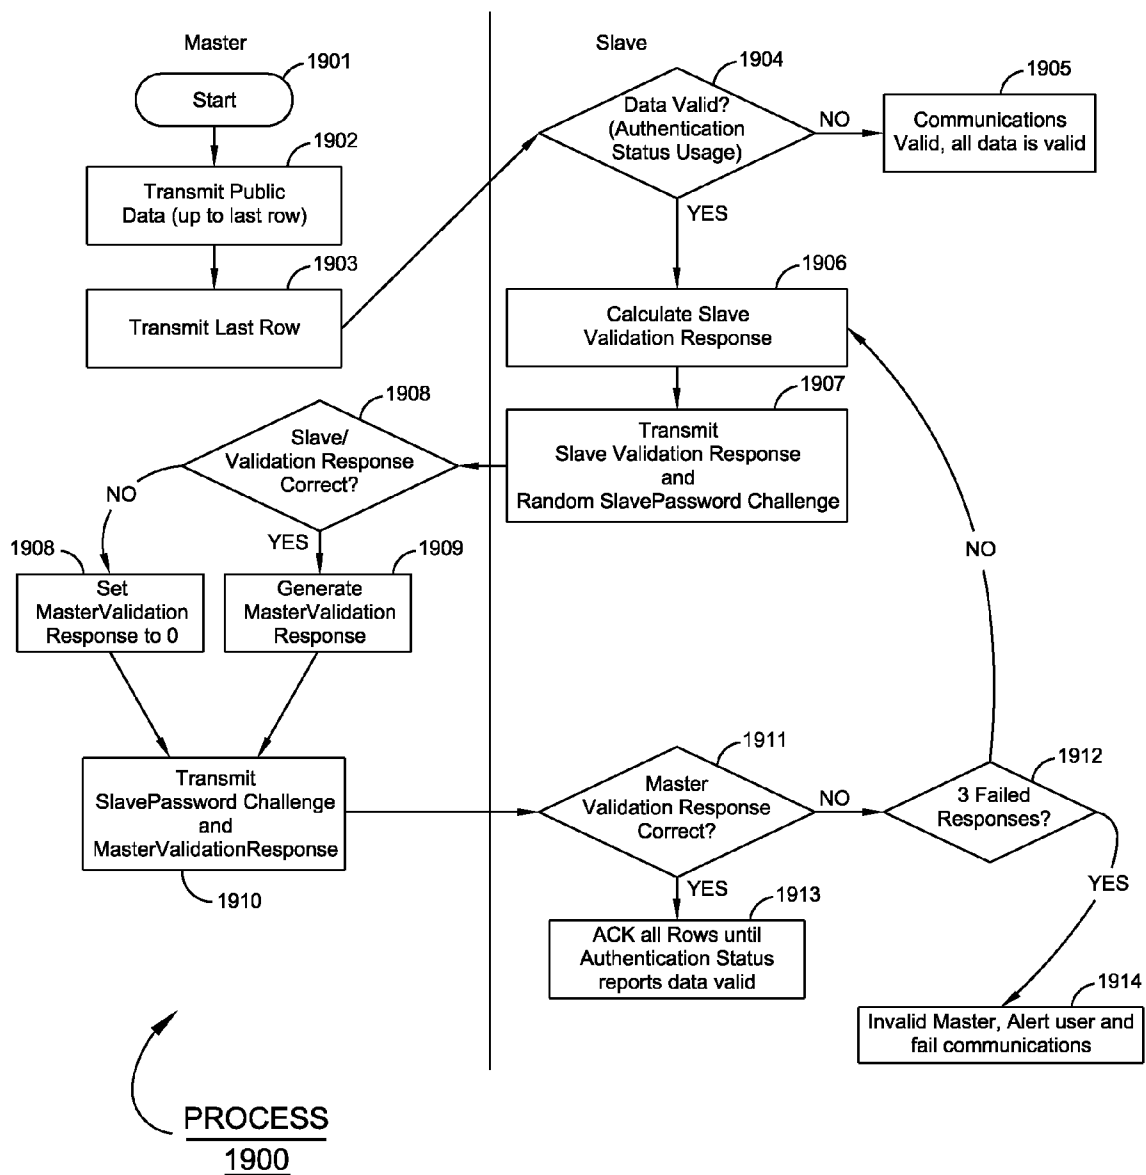 Master
Slave
1901
Start
1902
Transmit Public
Data (up to last row)
1903
Transmit Last Row
1904
Data Valid?
(Authentication
Status Usage)
NO
1905
Communications
Valid, all data is valid
YES
1906
Calculate Slave
Validation Response
1907
Transmit
Slave Validation Response
and
Random SlavePassword Challenge
1908
Slave/
Validation Response
Correct?
NO
YES
1908
Set
MasterValidation
Response to 0
1909
Generate
MasterValidation
Response
Transmit
SlavePassword Challenge
and
MasterValidationResponse
1910
1911
Master
Validation Response
Correct?
NO
1912
3 Failed
Responses?
NO
YES
YES
1913
ACK all Rows until
Authentication Status
reports data valid
1914
Invalid Master, Alert user and
fail communications
PROCESS
1900